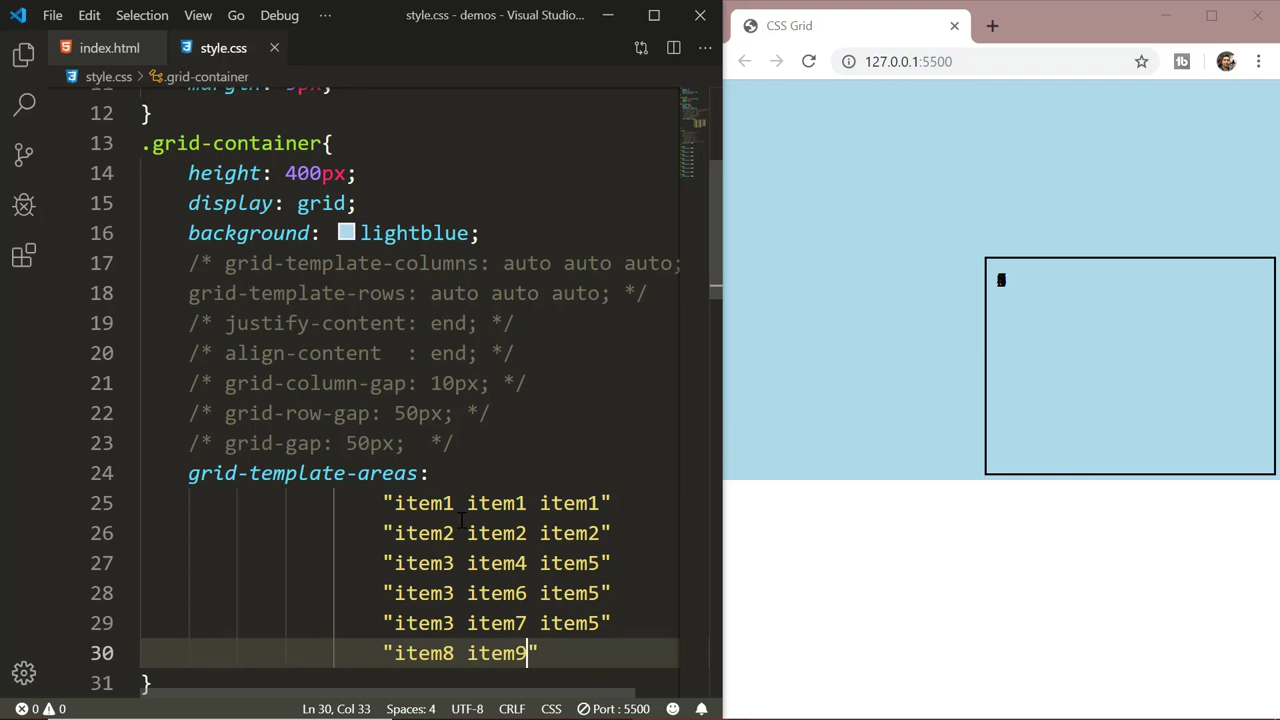 File Edit Selection View Go Debug ··· style.css - demos - Visual Studio...
index.html style.css
style.css > .grid-container
12 }
13 .grid-container{
14 height: 400px;
15 display: grid;
16 background: lightblue;
17 /* grid-template-columns: auto auto auto;
18 grid-template-rows: auto auto auto; */
19 /* justify-content: end; */
20 /* align-content  : end; */
21 /* grid-column-gap: 10px; */
22 /* grid-row-gap: 50px; */
23 /* grid-gap: 50px;  */
24 grid-template-areas:
25 "item1 item1 item1"
26 "item2 item2 item2"
27 "item3 item4 item5"
28 "item3 item6 item5"
29 "item3 item7 item5"
30 "item8 item9"
31 }
0 0 Ln 30, Col 33 Spaces: 4 UTF-8 CRLF CSS Port : 5500
CSS Grid
127.0.0.1:5500